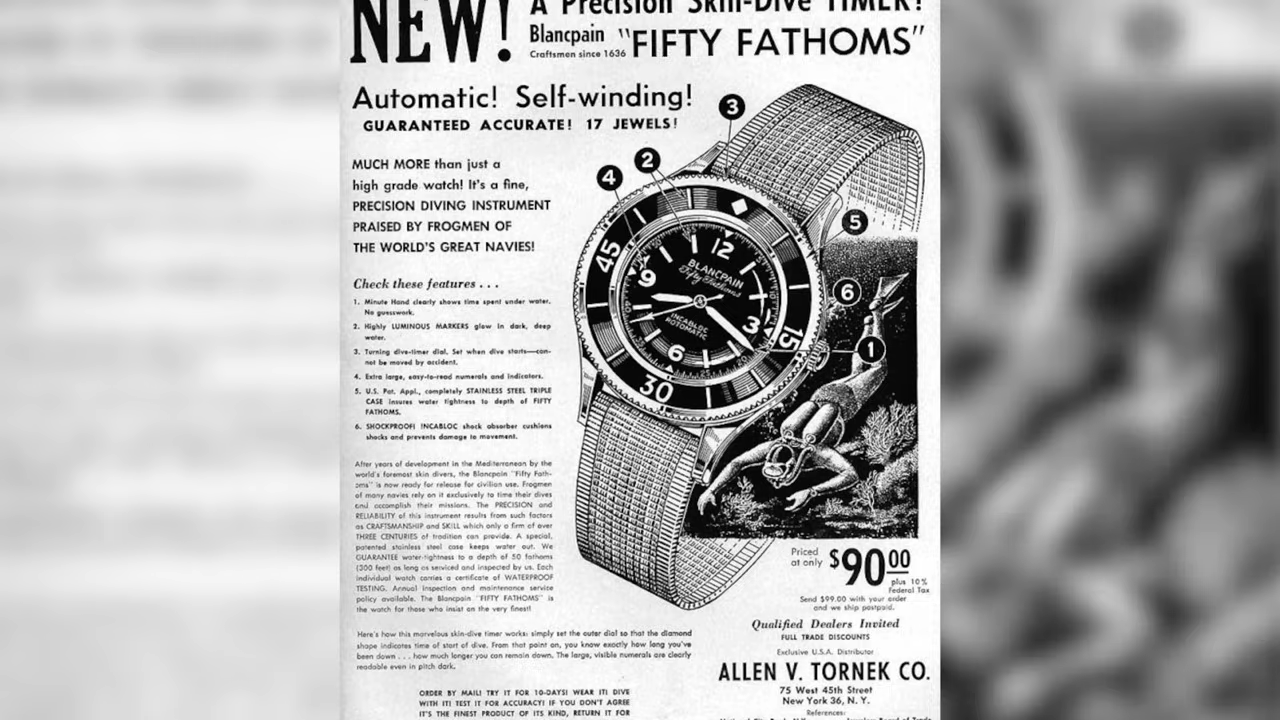 NEW!
A Precision Skin-Dive TIMER!
Blancpain "FIFTY FATHOMS"
Craftsmen since 1636
Automatic! Self-winding!
GUARANTEED ACCURATE! 17 JEWELS!
MUCH MORE than just a
high grade watch! It's a fine,
PRECISION DIVING INSTRUMENT
PRAISED BY FROGMEN OF
THE WORLD'S GREAT NAVIES!
Check these features . . .
1. Minute Hand clearly shows time spent under water.
No guesswork.
2. Highly LUMINOUS MARKERS glow in dark, deep
water.
3. Turning dive-timer dial. Set when dive starts—can-
not be moved by accident.
4. Extra large, easy-to-read numerals and indicators.
5. U.S. Pat. Appl., completely STAINLESS STEEL TRIPLE
CASE insures water tightness to depth of FIFTY
FATHOMS.
6. SHOCKPROOF! INCABLOC shock absorber cushions
shocks and prevents damage to movement.
After years of development in the Mediterranean by the
world's foremost skin divers, the Blancpain "Fifty Fath-
oms" is now ready for release for civilian use. Frogmen
of many navies rely on it exclusively to time their dives
and accomplish their missions. The PRECISION and
RELIABILITY of this instrument results from such factors
as CRAFTSMANSHIP and SKILL which only a firm of over
THREE CENTURIES of tradition can provide. A special,
patented stainless steel case keeps water out. We
GUARANTEE water-tightness to a depth of 50 fathoms
(300 feet) as long as serviced and inspected by us. Each
individual watch carries a certificate of WATERPROOF
TESTING. Annual inspection and maintenance service
policy available. The Blancpain "FIFTY FATHOMS" is
the watch for those who insist on the very finest!
Here's how this marvelous skin-dive timer works: simply set the outer dial so that the diamond
shape indicates time of start of dive. From that point on, you know exactly how long you've
been down . . . how much longer you can remain down. The large, visible numerals are clearly
readable even in pitch dark.
ORDER BY MAIL! TRY IT FOR 10-DAYS! WEAR IT! DIVE
WITH IT! TEST IT FOR ACCURACY! IF YOU DON'T AGREE
IT'S THE FINEST PRODUCT OF ITS KIND, RETURN IT FOR
3
2
4
5
6
1
45
15
30
12
9
3
6
BLANCPAIN
Fifty Fathoms
INCABLOC
ROTOMATIC
Priced
at only $90.00
plus 10%
Federal Tax
Send $99.00 with your order
and we ship postpaid.
Qualified Dealers Invited
FULL TRADE DISCOUNTS
Exclusive U.S.A. Distributor
ALLEN V. TORNEK CO.
75 West 45th Street
New York 36, N. Y.
References: